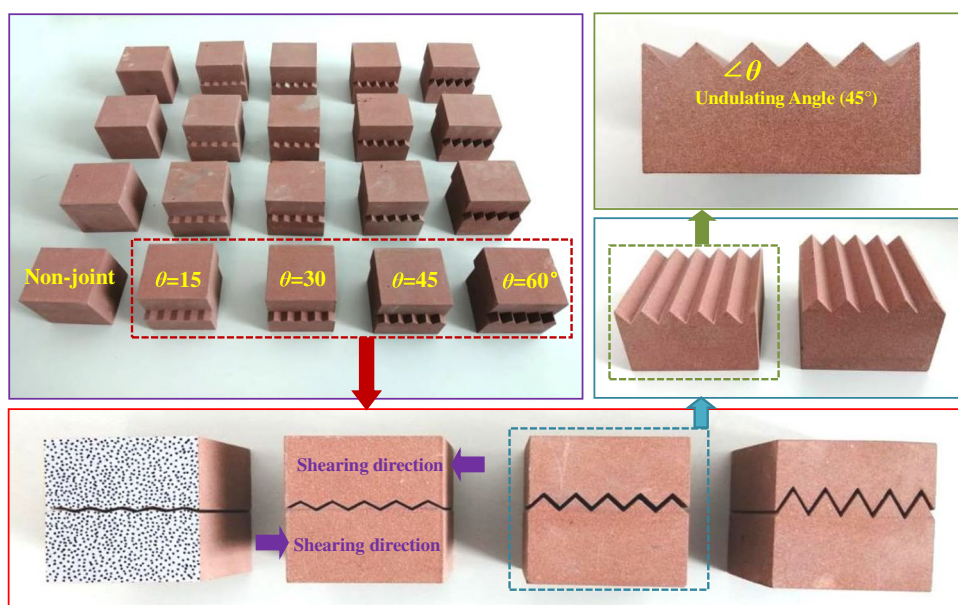 ∠θ
Undulating Angle (45°)
Non-joint
θ=15
θ=30
θ=45
θ=60°
Shearing direction
Shearing direction